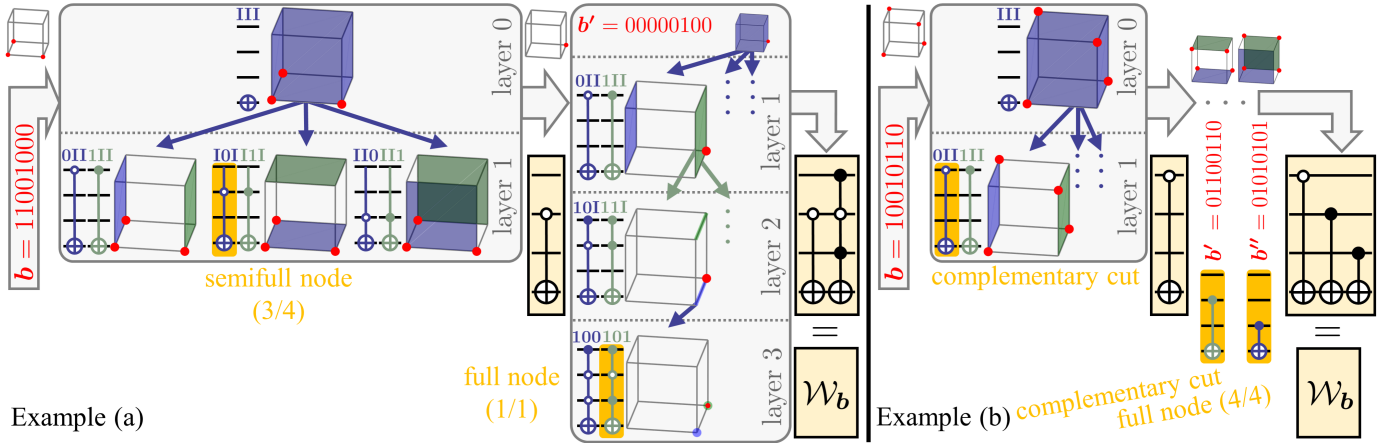 b = 11001000
III
layer 0
0II 1II
I0I I1I
II0 II1
layer 1
semifull node
(3/4)
Example (a)
b′ = 00000100
0II 1II
layer 1
10I 11I
layer 2
100 101
layer 3
full node
(1/1)
=
𝒲b
b = 10010110
III
layer 0
0II 1II
layer 1
complementary cut
b′ = 01100110
b″ = 01010101
complementary cut
full node (4/4)
=
𝒲b
Example (b)